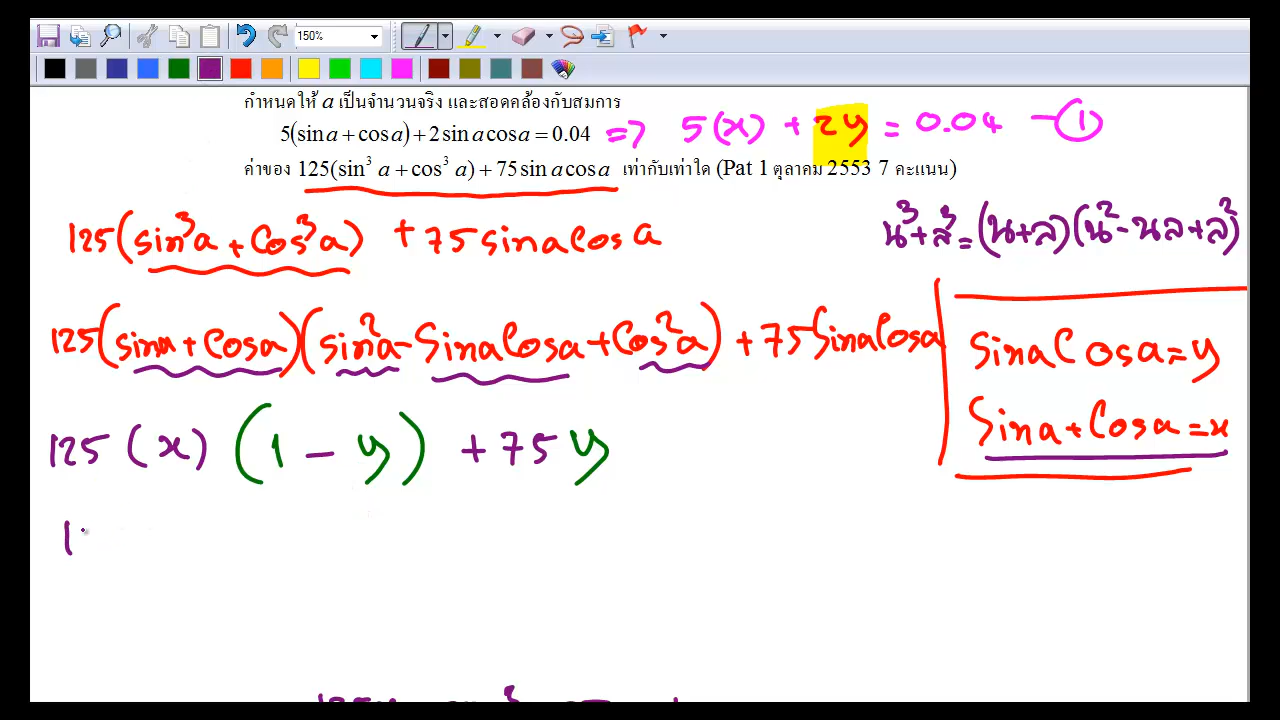 150%
กำหนดให้ a เป็นจำนวนจริง และสอดคล้องกับสมการ
5(sin a + cos a) + 2 sin a cos a = 0.04 => 5(x) + 2y = 0.04 — ①
ค่าของ 125(sin³ a + cos³ a) + 75 sin a cos a เท่ากับเท่าใด (Pat 1 ตุลาคม 2553 7 คะแนน)
125(sin³a + cos³a) + 75 sina cos a
น³+ล³=(น+ล)(น²-นล+ล²)
125(sina + cosa)(sin²a - sinacosa + cos²a) + 75 sinacosa
sina cosa = y
sina + cosa = x
125 (x) (1 - y) + 75 y
1